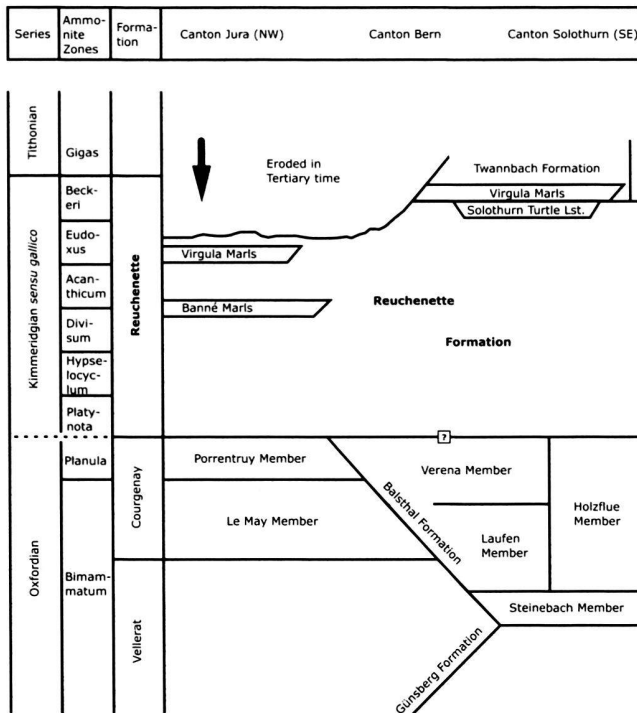 Series
Ammo-
nite
Zones
Forma-
tion
Canton Jura (NW)
Canton Bern
Canton Solothurn (SE)
Tithonian
Gigas
Eroded in
Tertiary time
Twannbach Formation
Kimmeridgian sensu gallico
Beck-
eri
Reuchenette
Virgula Marls
Solothurn Turtle Lst.
Eudo-
xus
Virgula Marls
Acan-
thicum
Banné Marls
Reuchenette
Formation
Divi-
sum
Hypse-
locyc-
lum
Platy-
nota
?
Oxfordian
Planula
Courgenay
Porrentruy Member
Balsthal Formation
Verena Member
Holzflue
Member
Le May Member
Laufen
Member
Bimam-
matum
Vellerat
Steinebach Member
Günsberg Formation